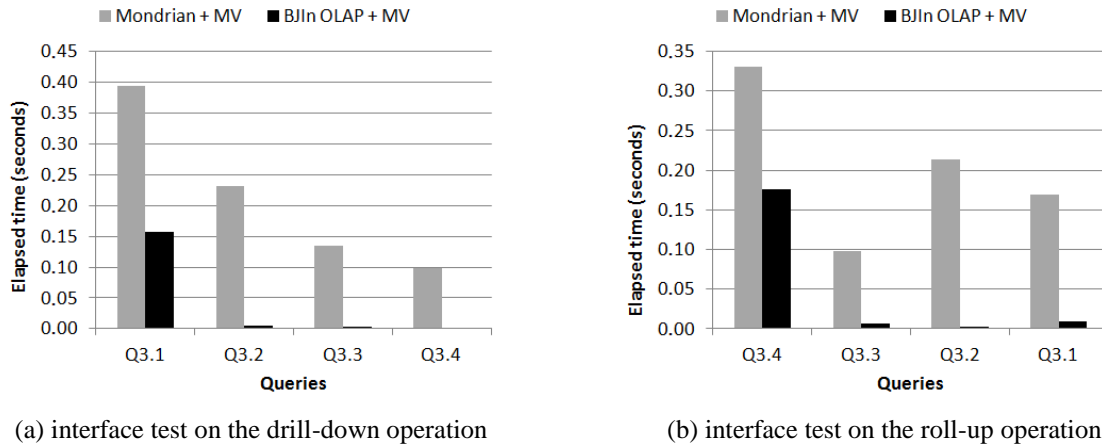 Mondrian + MV BJIn OLAP + MV
0.45
0.40
0.35
0.30
0.25
0.20
0.15
0.10
0.05
0.00
Elapsed time (seconds)
Q3.1 Q3.2 Q3.3 Q3.4
Queries
(a) interface test on the drill-down operation
Mondrian + MV BJIn OLAP + MV
0.35
0.30
0.25
0.20
0.15
0.10
0.05
0.00
Elapsed time (seconds)
Q3.4 Q3.3 Q3.2 Q3.1
Queries
(b) interface test on the roll-up operation